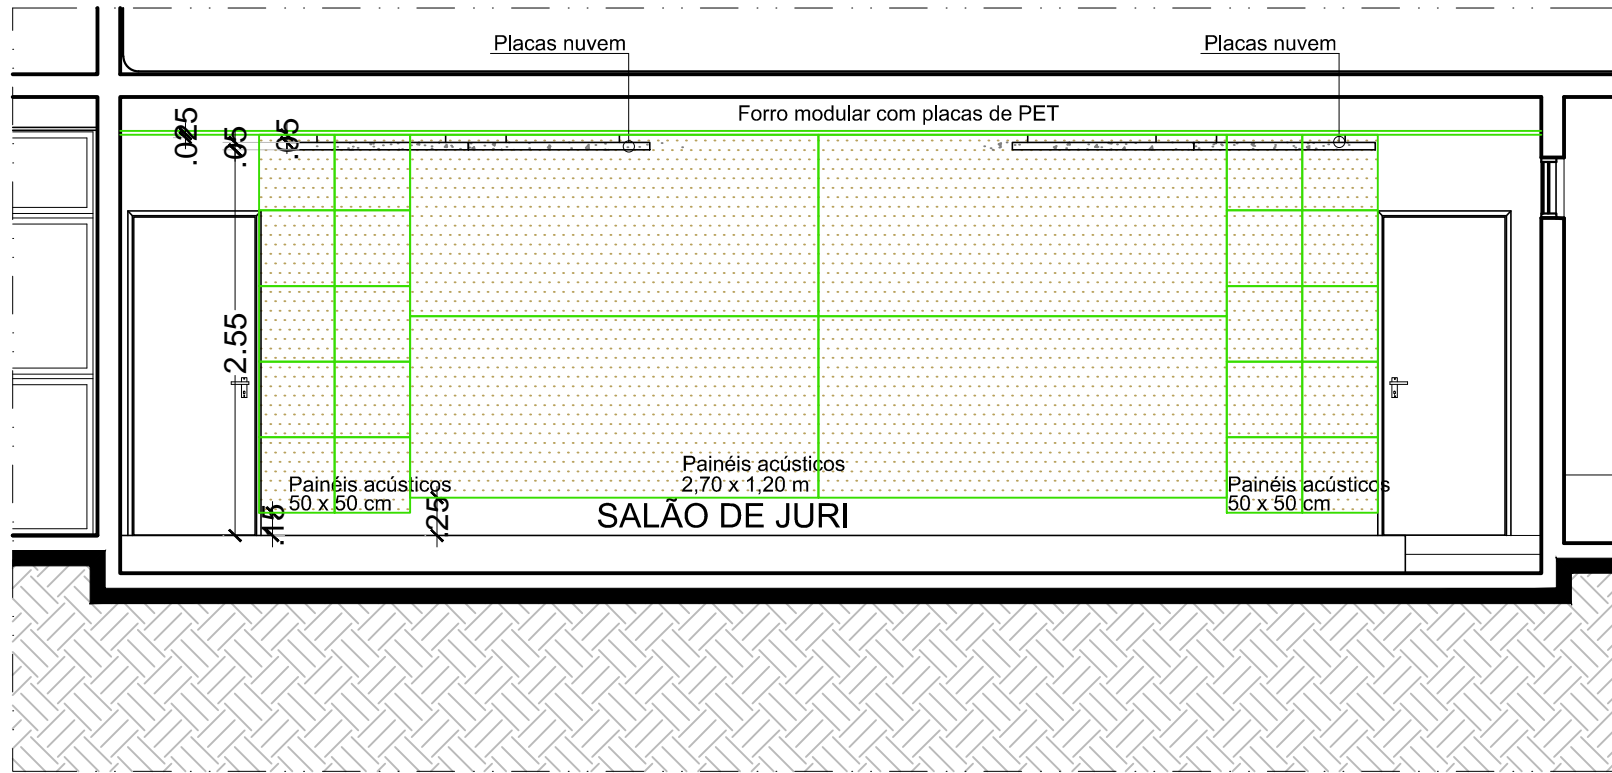 Placas nuvem
Placas nuvem
Forro modular com placas de PET
.025
.05
.05
2.55
Painéis acústicos
2,70 x 1,20 m
Painéis acústicos
50 x 50 cm
Painéis acústicos
50 x 50 cm
.15
.25
SALÃO DE JURI